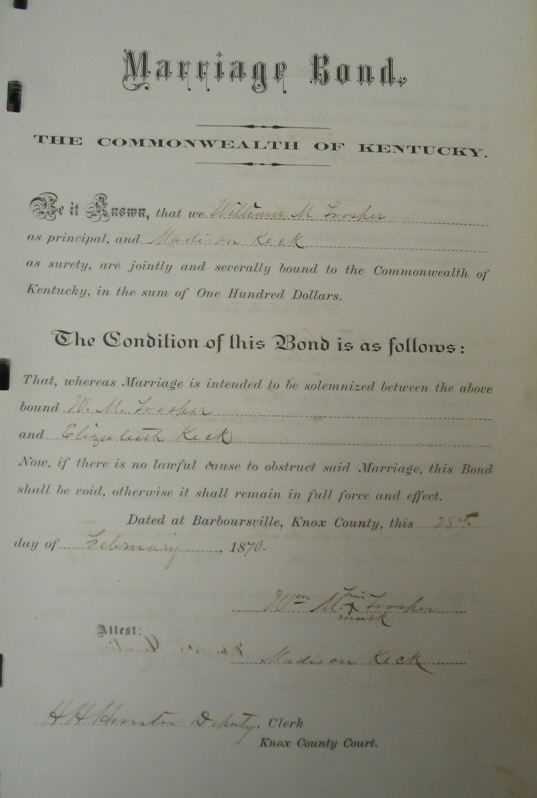 Marriage Bond.
THE COMMONWEALTH OF KENTUCKY.
Be it Known, that we William M Trosper
as principal, and Madison Keck
as surety, are jointly and severally bound to the Commonwealth of
Kentucky, in the sum of One Hundred Dollars.
The Condition of this Bond is as follows:
That, whereas Marriage is intended to be solemnized between the above
bound W. M. Trosper
and Elizabeth Keck
Now, if there is no lawful cause to obstruct said Marriage, this Bond
shall be void, otherwise it shall remain in full force and effect.
Dated at Barboursville, Knox County, this 28th
day of February, 1870.
his
Wm M X Trosper
mark
Attest:
Madison Keck
H H Hunter Deputy, Clerk
Knox County Court.